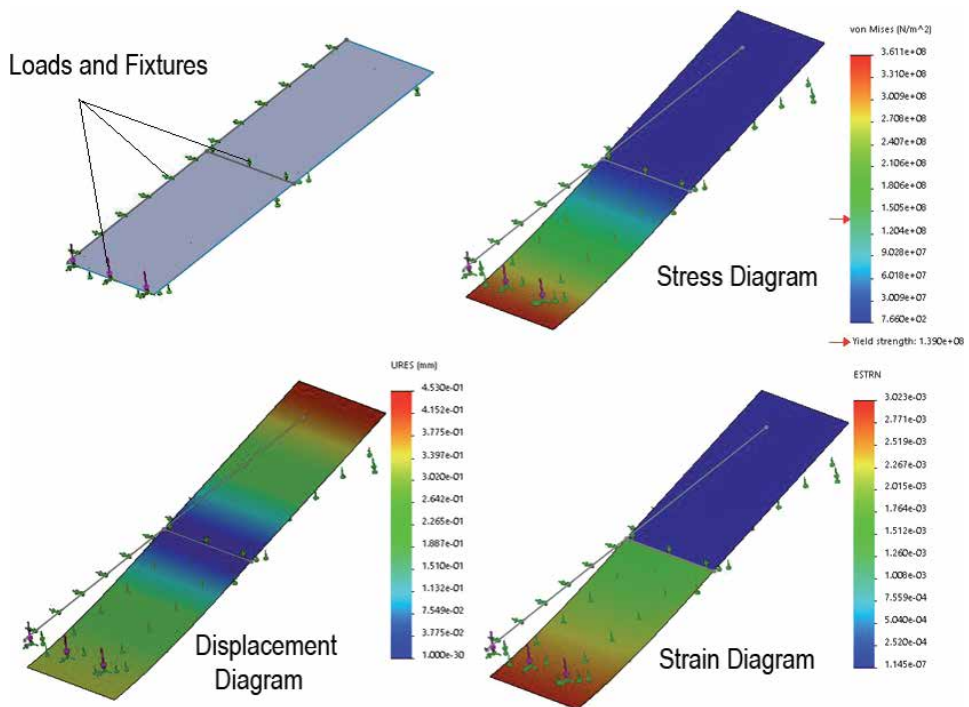 Loads and Fixtures
von Mises (N/m^2)
3.611e+08
3.310e+08
3.009e+08
2.708e+08
2.407e+08
2.106e+08
1.806e+08
1.505e+08
1.204e+08
9.028e+07
6.018e+07
3.009e+07
7.660e+02
Yield strength: 1.390e+08
Stress Diagram
URES (mm)
4.530e-01
4.152e-01
3.775e-01
3.397e-01
3.020e-01
2.642e-01
2.265e-01
1.887e-01
1.510e-01
1.132e-01
7.549e-02
3.775e-02
1.000e-30
Displacement
Diagram
ESTRN
3.023e-03
2.771e-03
2.519e-03
2.267e-03
2.015e-03
1.764e-03
1.512e-03
1.260e-03
1.008e-03
7.559e-04
5.040e-04
2.520e-04
1.145e-07
Strain Diagram